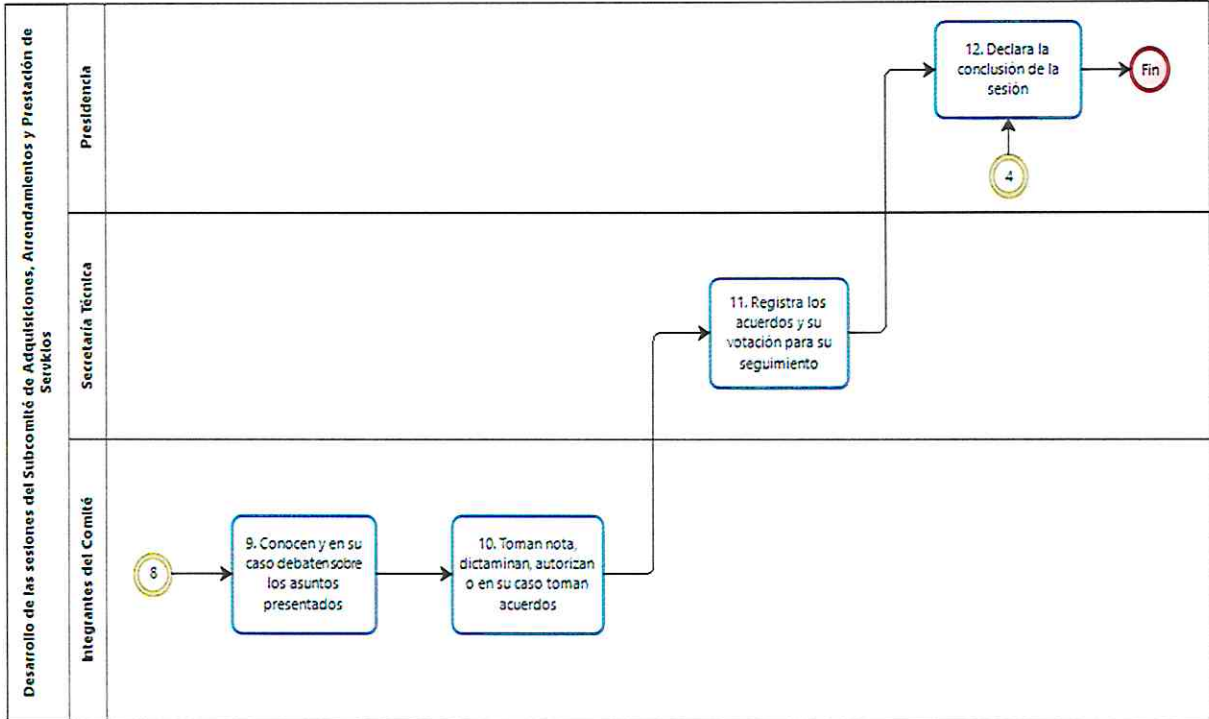 Desarrollo de las sesiones del Subcomité de Adquisiciones, Arrendamientos y Prestación de
Servicios
Presidencia
12. Declara la
conclusión de la
sesión
Fin
4
Secretaría Técnica
11. Registra los
acuerdos y su
votación para su
seguimiento
Integrantes del Comité
8
9. Conocen y en su
caso debaten sobre
los asuntos
presentados
10. Toman nota,
dictaminan, autorizan
o en su caso toman
acuerdos